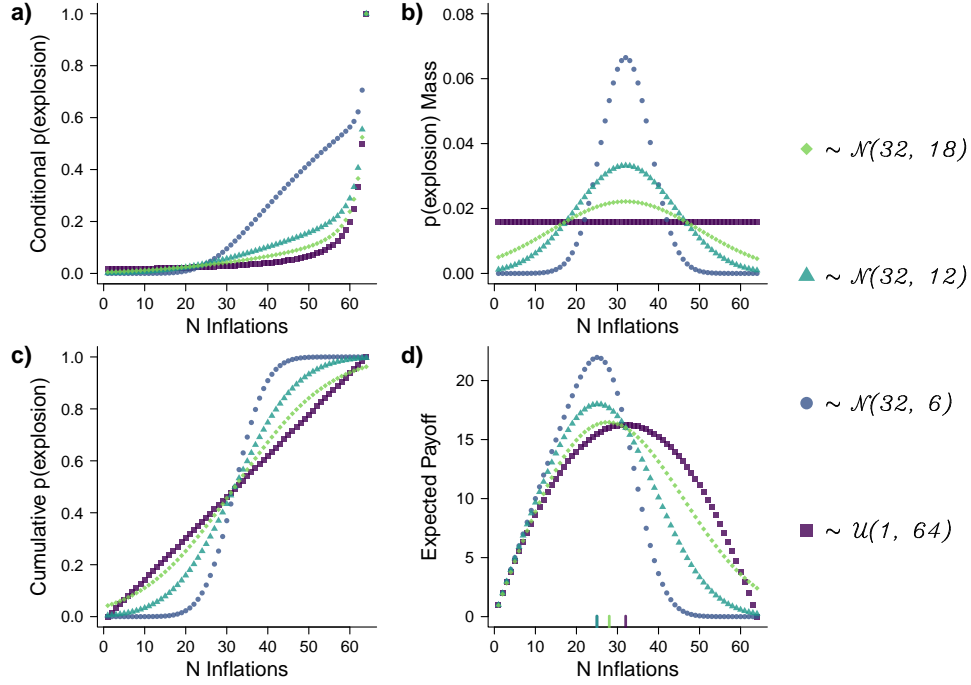 a)
Conditional p(explosion)
1.0
0.8
0.6
0.4
0.2
0.0
0 10 20 30 40 50 60
N Inflations
b)
p(explosion) Mass
0.08
0.06
0.04
0.02
0.00
0 10 20 30 40 50 60
N Inflations
c)
Cumulative p(explosion)
1.0
0.8
0.6
0.4
0.2
0.0
0 10 20 30 40 50 60
N Inflations
d)
Expected Payoff
20
15
10
5
0
0 10 20 30 40 50 60
N Inflations
~ 𝒩(32, 18)
~ 𝒩(32, 12)
~ 𝒩(32, 6)
~ 𝒰(1, 64)